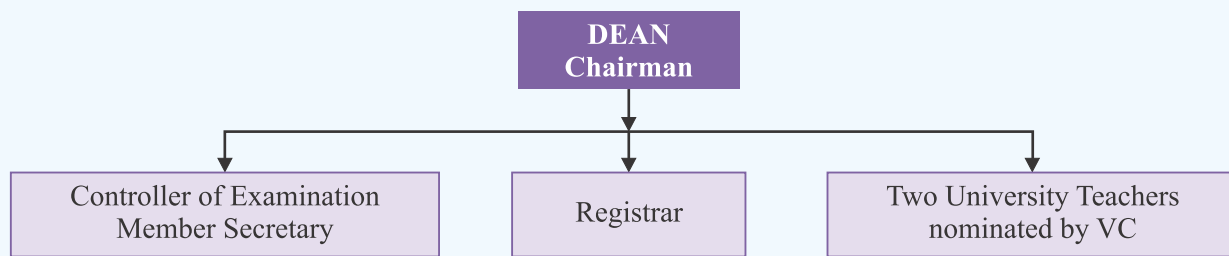 DEAN
Chairman
Controller of Examination
Member Secretary
Registrar
Two University Teachers
nominated by VC